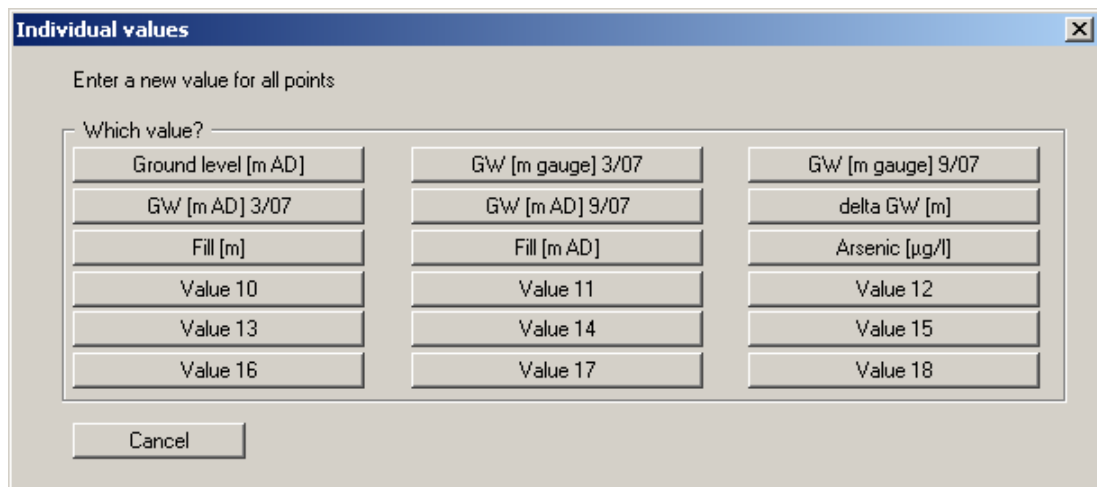 Individual values
Enter a new value for all points
Which value?
Ground level [m AD] GW [m gauge] 3/07 GW [m gauge] 9/07
GW [m AD] 3/07 GW [m AD] 9/07 delta GW [m]
Fill [m] Fill [m AD] Arsenic [µg/l]
Value 10 Value 11 Value 12
Value 13 Value 14 Value 15
Value 16 Value 17 Value 18
Cancel